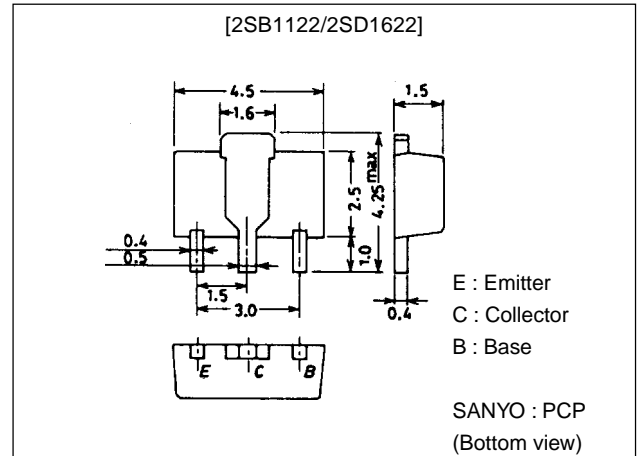 [2SB1122/2SD1622]
4.5
1.6
1.5
2.5
4.25max
1.0
0.4
0.5
1.5
3.0
0.4
E : Emitter
C : Collector
B : Base
E
C
B
SANYO : PCP
(Bottom view)